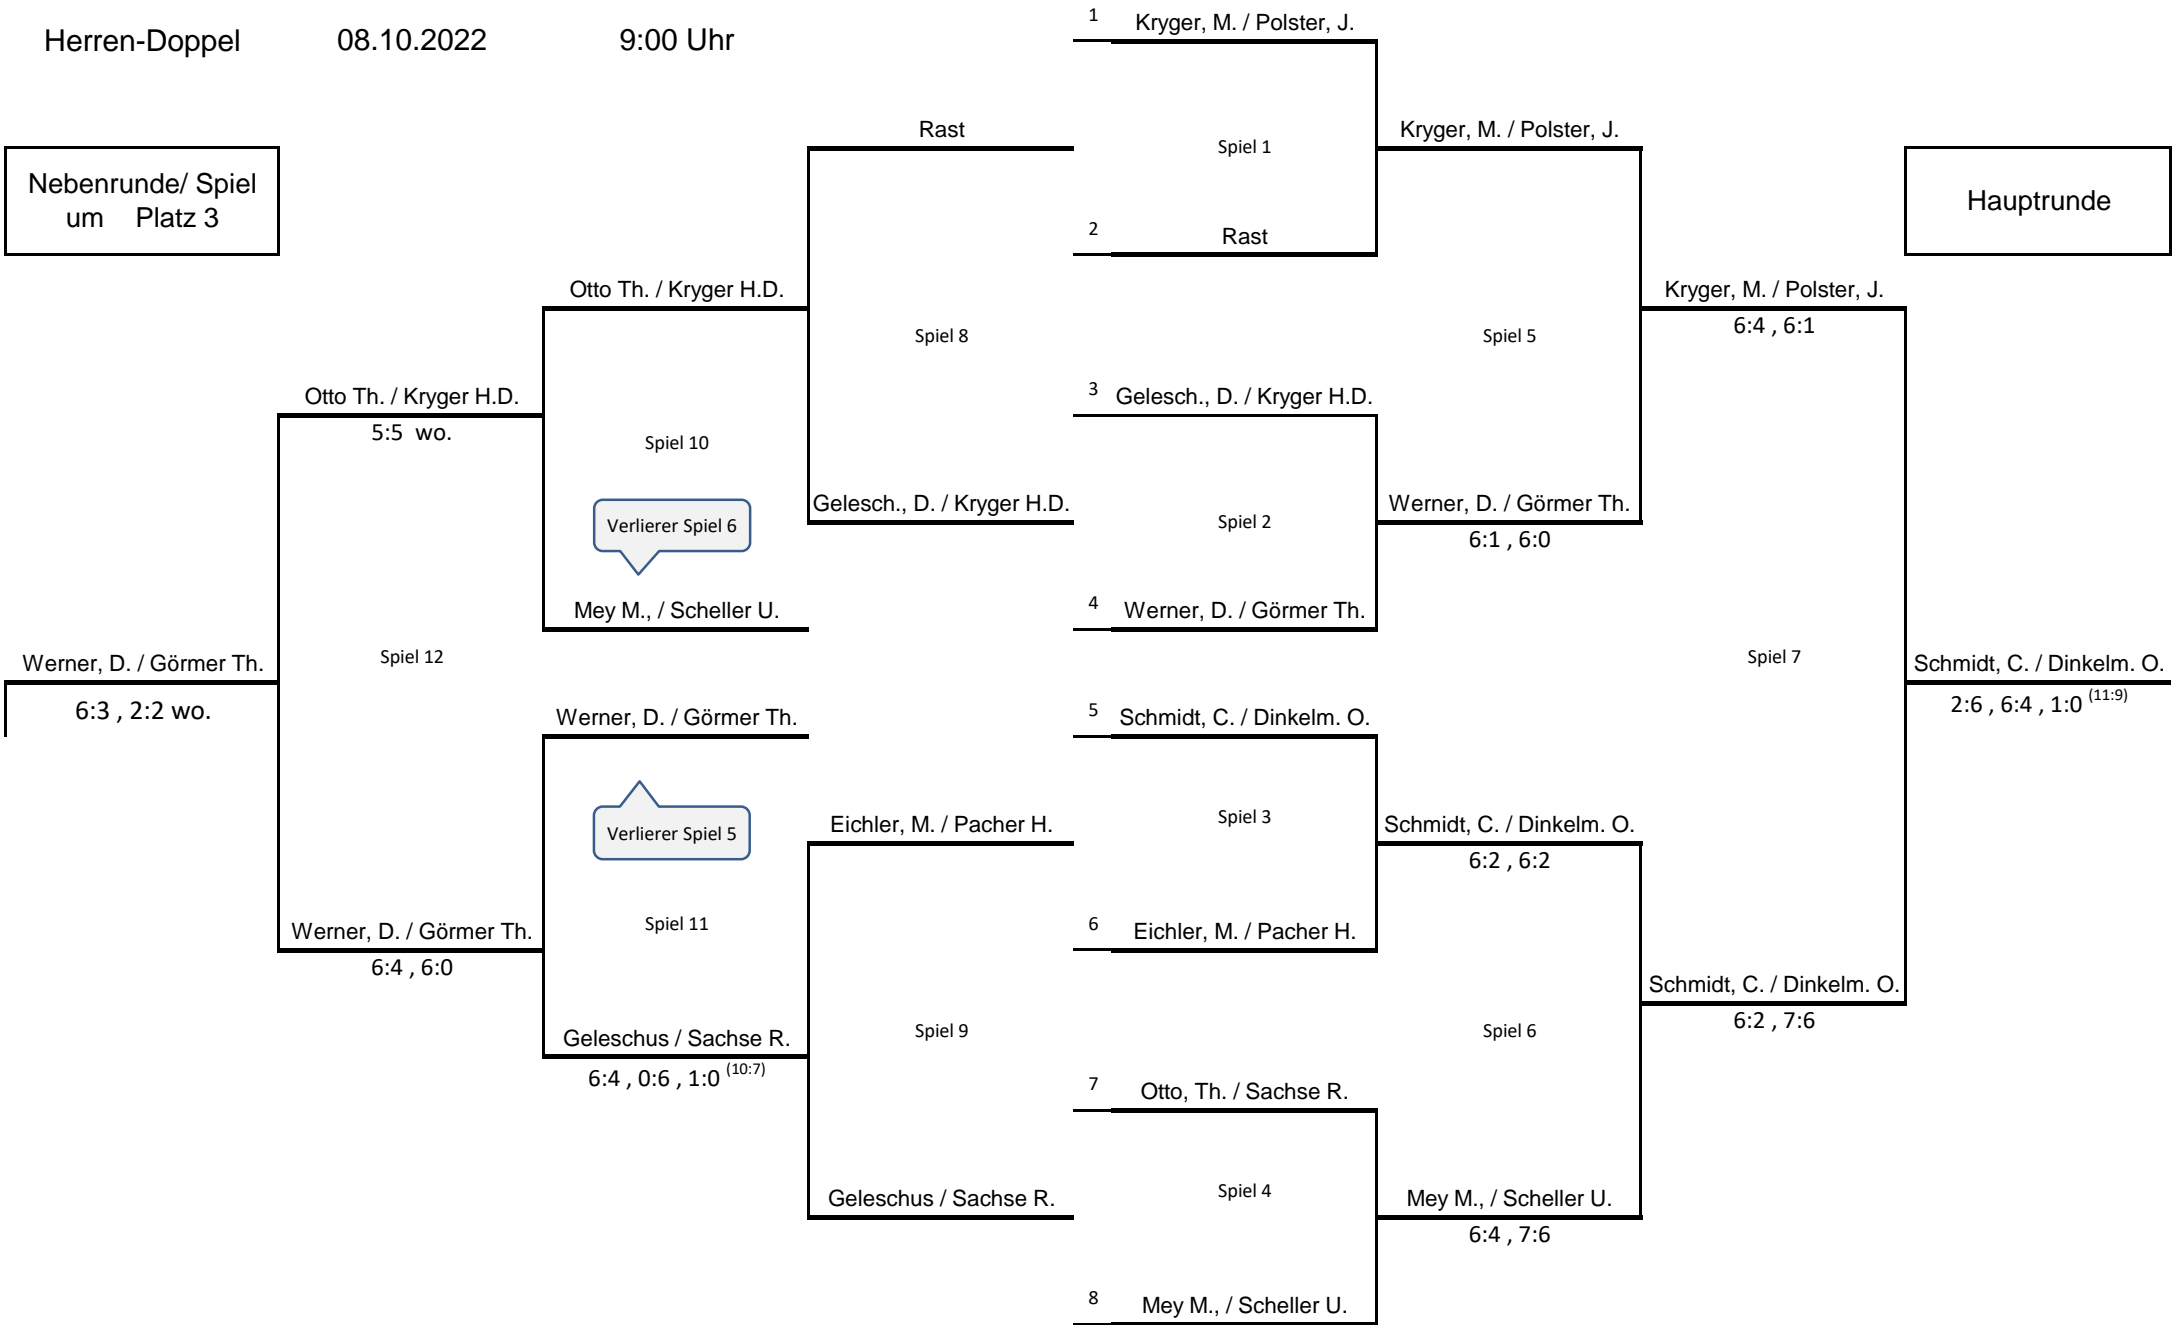 Herren-Doppel 08.10.2022 9:00 Uhr
1 Kryger, M. / Polster, J.
Rast
Spiel 1
Kryger, M. / Polster, J.
Nebenrunde/ Spiel
um Platz 3
Hauptrunde
2 Rast
Otto Th. / Kryger H.D.
Kryger, M. / Polster, J.
6:4 , 6:1
Spiel 8
Spiel 5
Otto Th. / Kryger H.D.
5:5 wo.
3 Gelesch., D. / Kryger H.D.
Spiel 10
Gelesch., D. / Kryger H.D.
Spiel 2
Werner, D. / Görmer Th.
6:1 , 6:0
Verlierer Spiel 6
Mey M., / Scheller U.
4 Werner, D. / Görmer Th.
Werner, D. / Görmer Th.
6:3 , 2:2 wo.
Spiel 12
Spiel 7
Schmidt, C. / Dinkelm. O.
2:6 , 6:4 , 1:0 (11:9)
Werner, D. / Görmer Th.
5 Schmidt, C. / Dinkelm. O.
Verlierer Spiel 5
Eichler, M. / Pacher H.
Spiel 3
Schmidt, C. / Dinkelm. O.
6:2 , 6:2
Werner, D. / Görmer Th.
6:4 , 6:0
Spiel 11
6 Eichler, M. / Pacher H.
Schmidt, C. / Dinkelm. O.
6:2 , 7:6
Geleschus / Sachse R.
6:4 , 0:6 , 1:0 (10:7)
Spiel 9
Spiel 6
7 Otto, Th. / Sachse R.
Geleschus / Sachse R.
Spiel 4
Mey M., / Scheller U.
6:4 , 7:6
8 Mey M., / Scheller U.